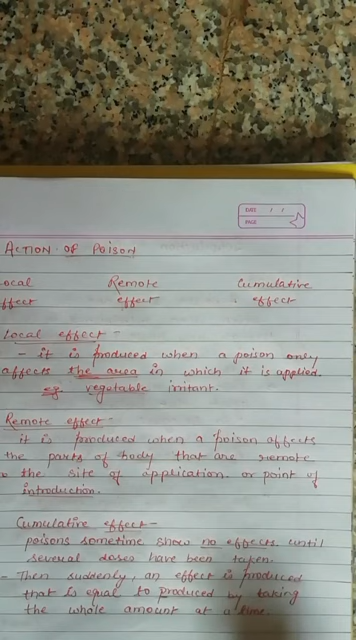 DATE / /
PAGE
ACTION OF POISON
ocal Remote Cumulative
ffect effect effect
Local effect -
- it is produced when a poison only
affects the area in which it is applied.
eg. vegetable irritant.
Remote effect -
it is produced when a poison affects
the parts of body that are remote
the site of application or point of
introduction.
Cumulative effect -
poisons sometime show no effects until
several doses have been taken.
- Then suddenly, an effect is produced
that is equal to produced by taking
the whole amount at a time.